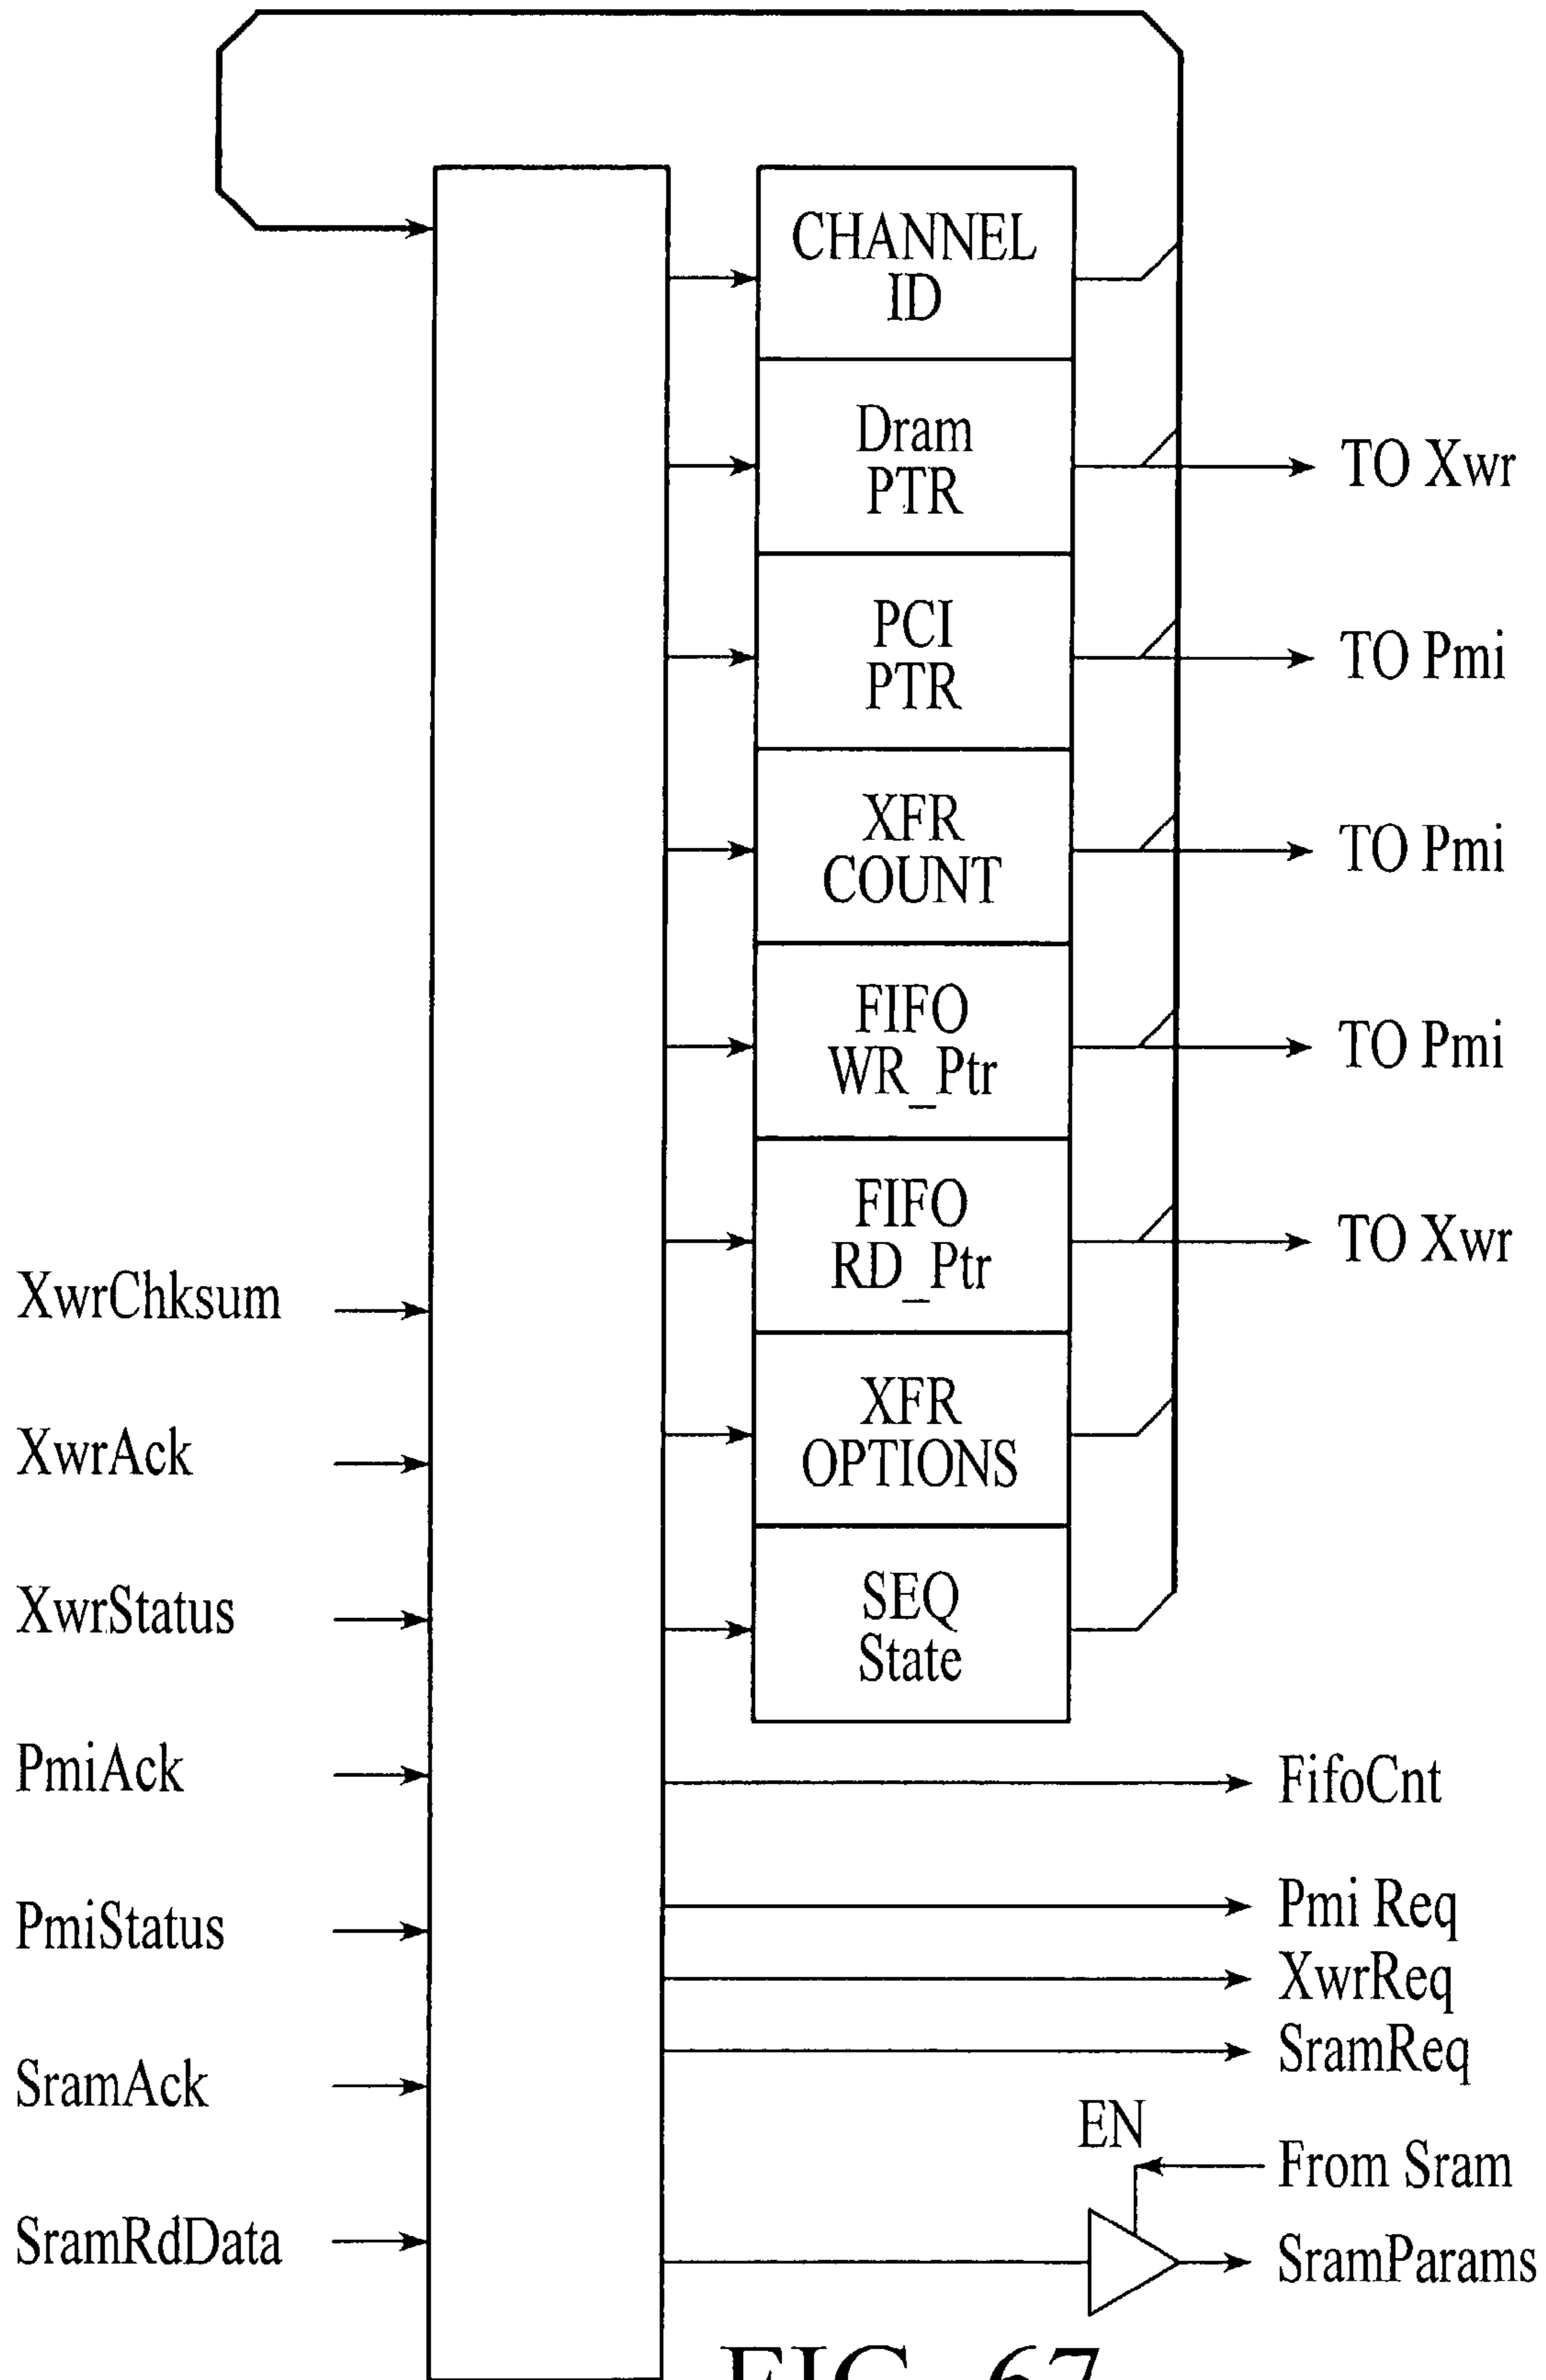 CHANNEL
ID
Dram
PTR
TO Xwr
PCI
PTR
TO Pmi
XFR
COUNT
TO Pmi
FIFO
WR_Ptr
TO Pmi
FIFO
RD_Ptr
TO Xwr
XwrChksum
XFR
OPTIONS
XwrAck
SEQ
State
XwrStatus
PmiAck
FifoCnt
PmiStatus
Pmi Req
XwrReq
SramReq
SramAck
EN
From Sram
SramRdData
SramParams
FIG. 67